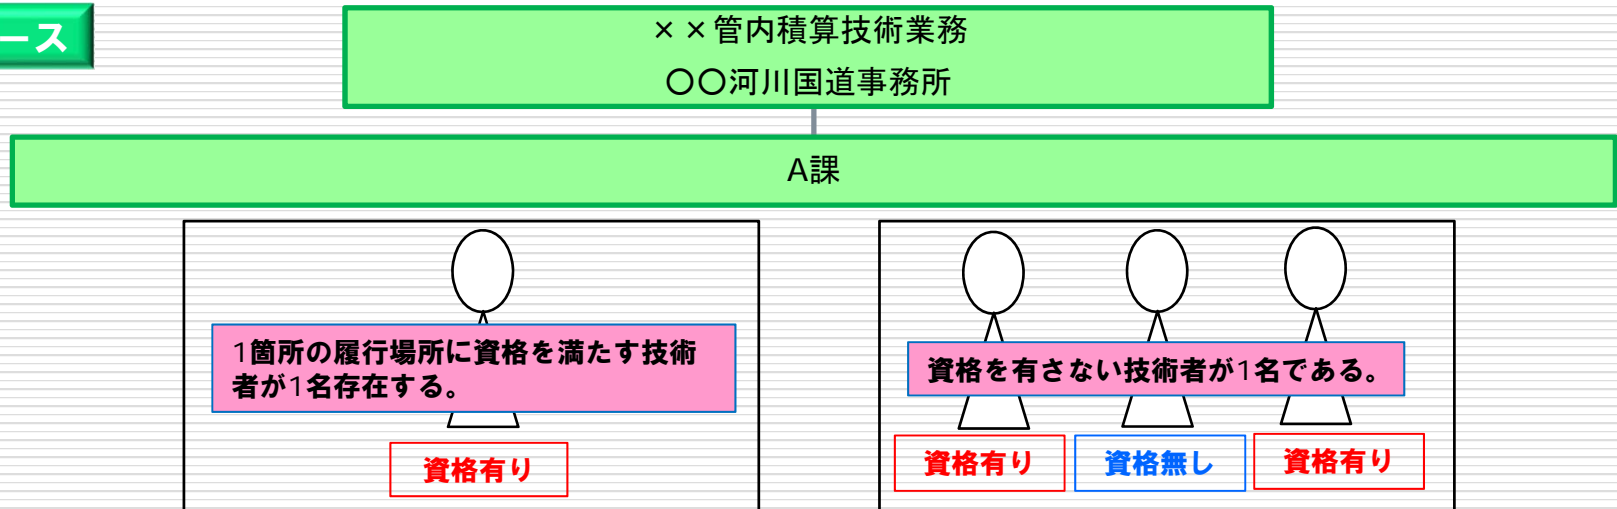 ース
××管内積算技術業務
〇〇河川国道事務所
A課
1箇所の履行場所に資格を満たす技術
者が1名存在する。
資格を有さない技術者が1名である。
資格有り
資格有り
資格無し
資格有り